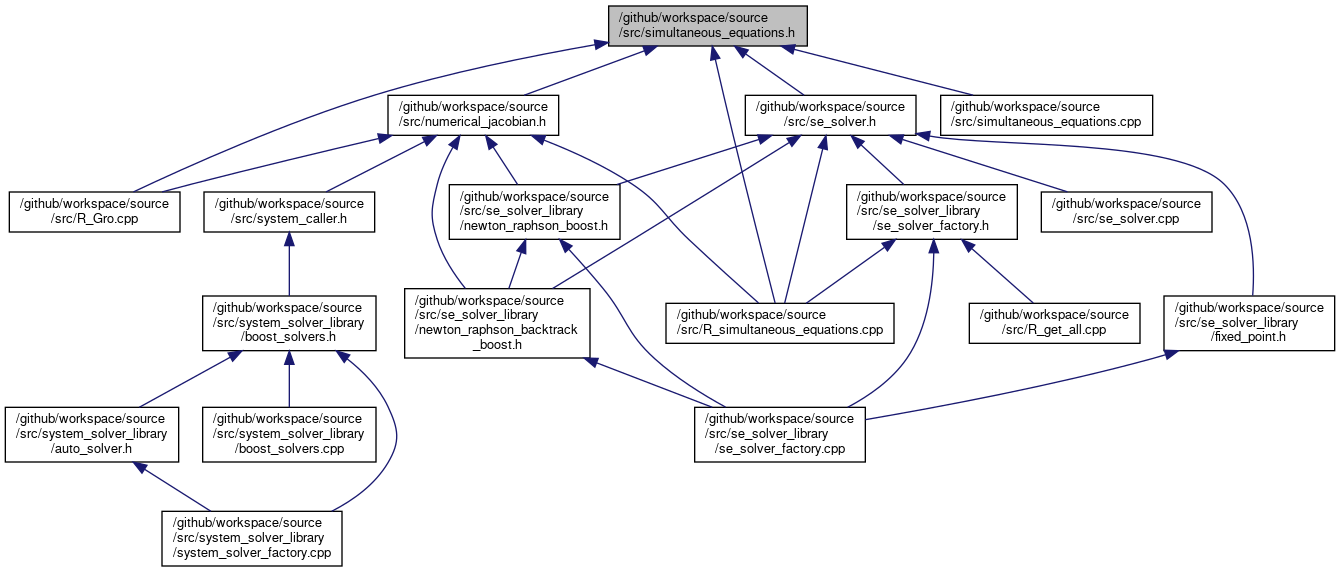 /github/workspace/source
/src/simultaneous_equations.h
/github/workspace/source
/src/numerical_jacobian.h
/github/workspace/source
/src/se_solver.h
/github/workspace/source
/src/simultaneous_equations.cpp
/github/workspace/source
/src/R_Gro.cpp
/github/workspace/source
/src/system_caller.h
/github/workspace/source
/src/se_solver_library
/newton_raphson_boost.h
/github/workspace/source
/src/se_solver_library
/se_solver_factory.h
/github/workspace/source
/src/se_solver.cpp
/github/workspace/source
/src/system_solver_library
/boost_solvers.h
/github/workspace/source
/src/se_solver_library
/newton_raphson_backtrack
_boost.h
/github/workspace/source
/src/R_simultaneous_equations.cpp
/github/workspace/source
/src/R_get_all.cpp
/github/workspace/source
/src/se_solver_library
/fixed_point.h
/github/workspace/source
/src/system_solver_library
/auto_solver.h
/github/workspace/source
/src/system_solver_library
/boost_solvers.cpp
/github/workspace/source
/src/se_solver_library
/se_solver_factory.cpp
/github/workspace/source
/src/system_solver_library
/system_solver_factory.cpp